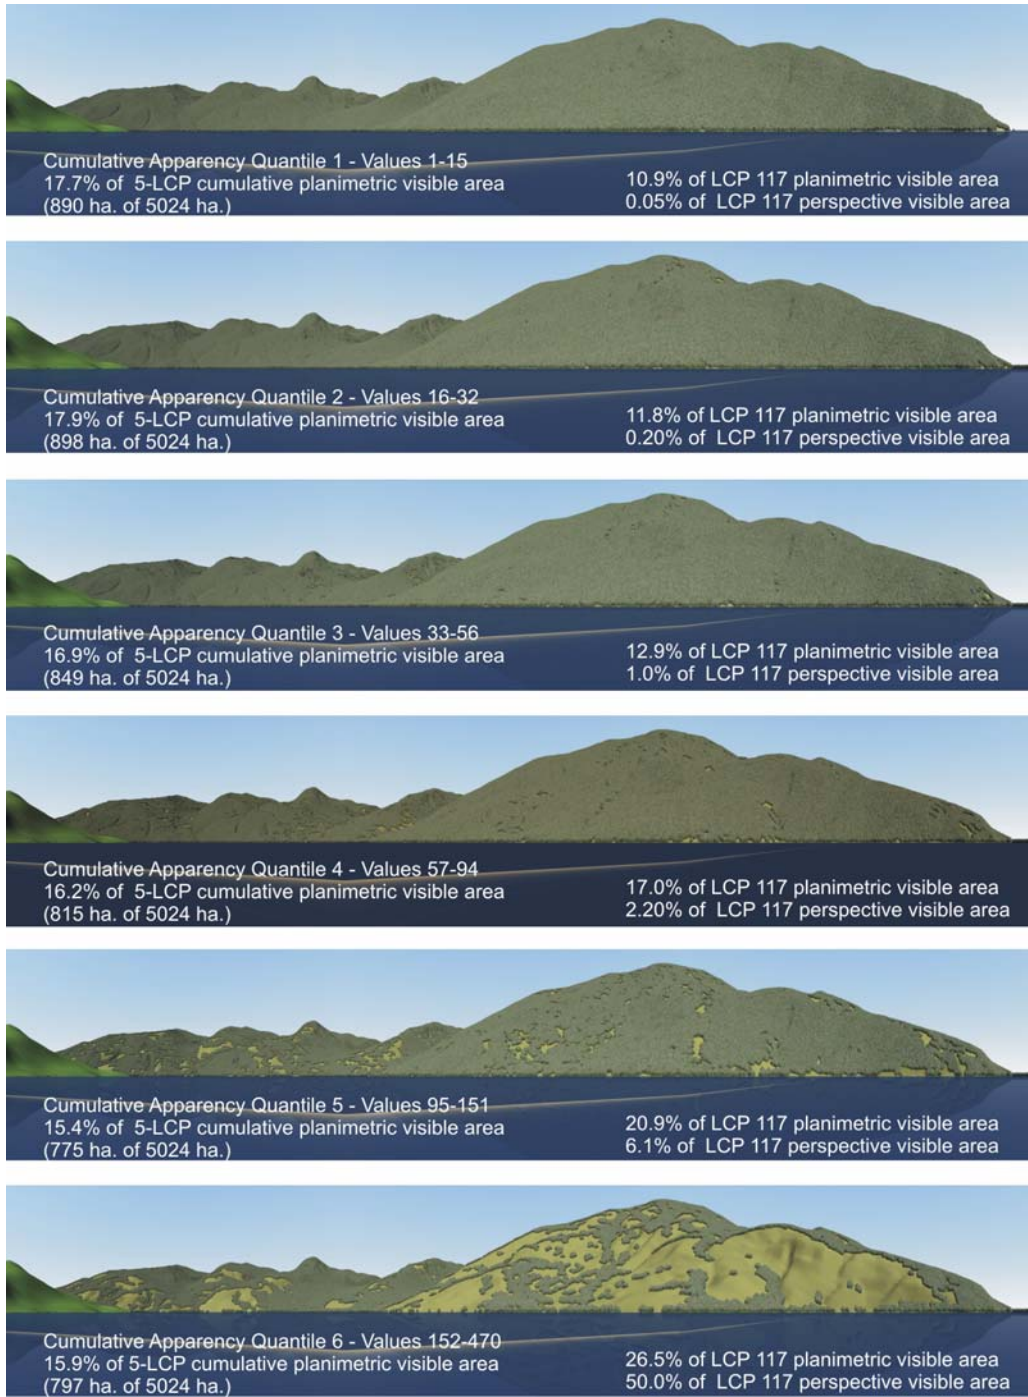 Cumulative Apparency Quantile 1 - Values 1-15
17.7% of 5-LCP cumulative planimetric visible area
(890 ha. of 5024 ha.)
10.9% of LCP 117 planimetric visible area
0.05% of LCP 117 perspective visible area
Cumulative Apparency Quantile 2 - Values 16-32
17.9% of 5-LCP cumulative planimetric visible area
(898 ha. of 5024 ha.)
11.8% of LCP 117 planimetric visible area
0.20% of LCP 117 perspective visible area
Cumulative Apparency Quantile 3 - Values 33-56
16.9% of 5-LCP cumulative planimetric visible area
(849 ha. of 5024 ha.)
12.9% of LCP 117 planimetric visible area
1.0% of LCP 117 perspective visible area
Cumulative Apparency Quantile 4 - Values 57-94
16.2% of 5-LCP cumulative planimetric visible area
(815 ha. of 5024 ha.)
17.0% of LCP 117 planimetric visible area
2.20% of LCP 117 perspective visible area
Cumulative Apparency Quantile 5 - Values 95-151
15.4% of 5-LCP cumulative planimetric visible area
(775 ha. of 5024 ha.)
20.9% of LCP 117 planimetric visible area
6.1% of LCP 117 perspective visible area
Cumulative Apparency Quantile 6 - Values 152-470
15.9% of 5-LCP cumulative planimetric visible area
(797 ha. of 5024 ha.)
26.5% of LCP 117 planimetric visible area
50.0% of LCP 117 perspective visible area